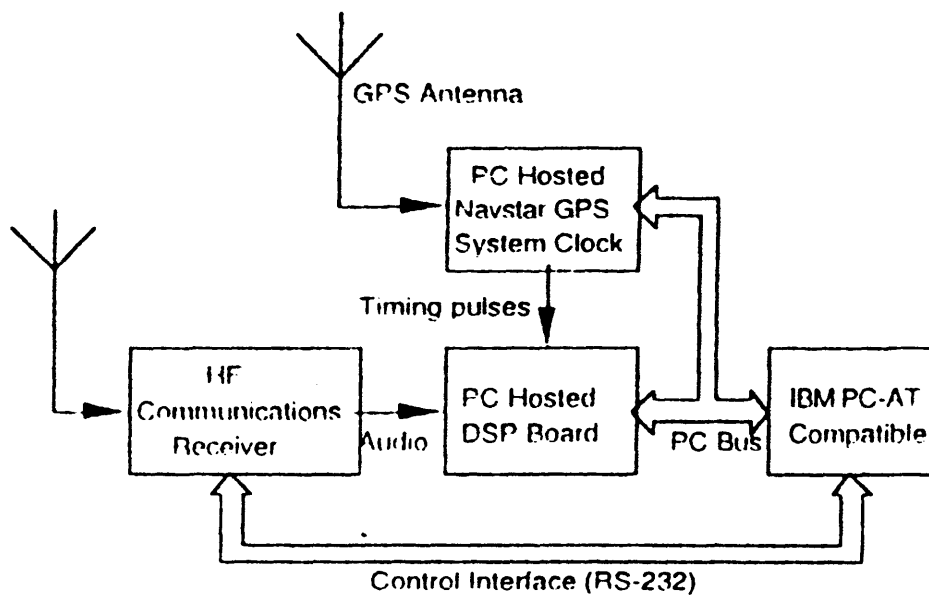 GPS Antenna
PC Hosted
Navstar GPS
System Clock
Timing pulses
HF
Communications
Receiver
Audio
PC Hosted
DSP Board
PC Bus
IBM PC-AT
Compatible
Control Interface (RS-232)